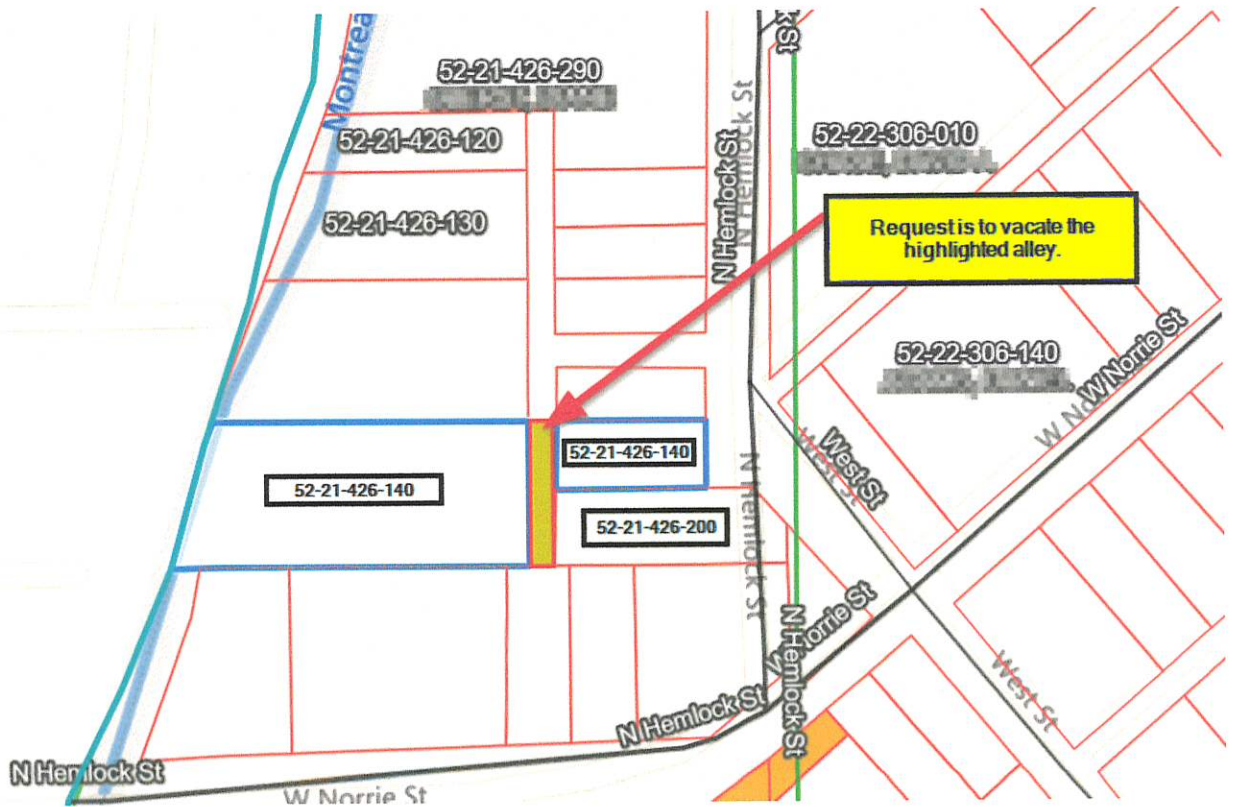 k St
Montrea
52-21-426-290
52-21-426-120
52-21-426-130
N Hemlock St
N Hemlock St
52-22-306-010
Request is to vacate the
highlighted alley.
52-22-306-140
W Norrie St
W No
52-21-426-140
52-21-426-140
52-21-426-200
N Hemlock St
West St
West St
W Norrie St
N Hemlock St
N Hemlock St
West St
N Hemlock St
W Norrie St